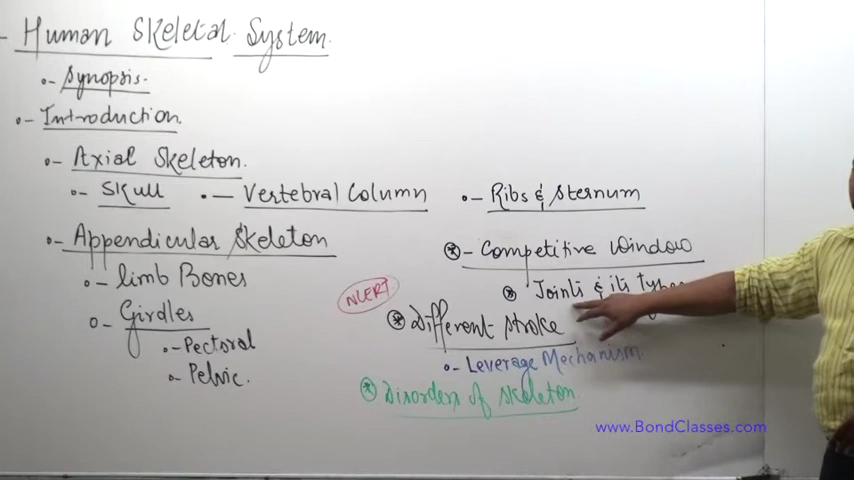 Human Skeletal System
Synopsis.
Introduction
Axial Skeleton.
Skull
Vertebral Column
Ribs & Sternum
Appendicular Skeleton
Competitive window
limb Bones
Joints & its types
NCERT
Girdles
Different stroke
Pectoral
Pelvic.
Leverage Mechanism.
Disorders of skeleton.
www.BondClasses.com